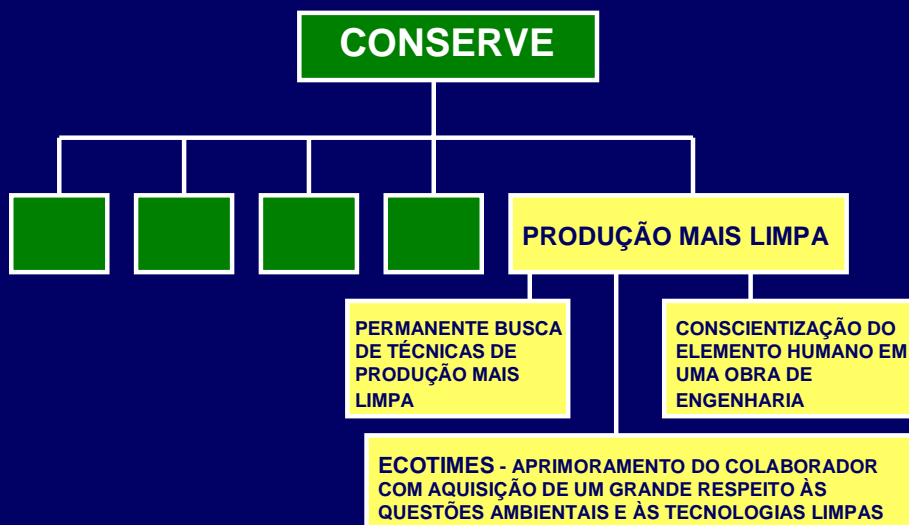 CONSERVE
PRODUÇÃO MAIS LIMPA
PERMANENTE BUSCA
DE TÉCNICAS DE
PRODUÇÃO MAIS
LIMPA
CONSCIENTIZAÇÃO DO
ELEMENTO HUMANO EM
UMA OBRA DE
ENGENHARIA
ECOTIMES - APRIMORAMENTO DO COLABORADOR
COM AQUISIÇÃO DE UM GRANDE RESPEITO ÀS
QUESTÕES AMBIENTAIS E ÀS TECNOLOGIAS LIMPAS